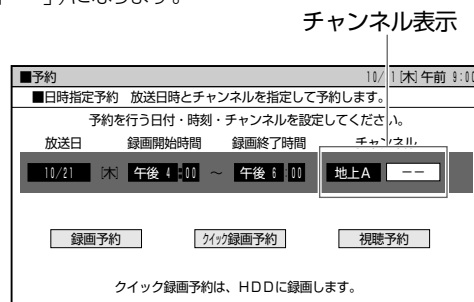 チャンネル表示
■予約 10/ 1[木]午前 9:00
■日時指定予約 放送日時とチャンネルを指定して予約します。
予約を行う日付・時刻・チャンネルを設定してください。
放送日 録画開始時間 録画終了時間 チャンネル
10/21 [木] 午後 4:00 ～ 午後 6:00 地上A −−
録画予約 クイック録画予約 視聴予約
クイック録画予約は、HDDに録画します。